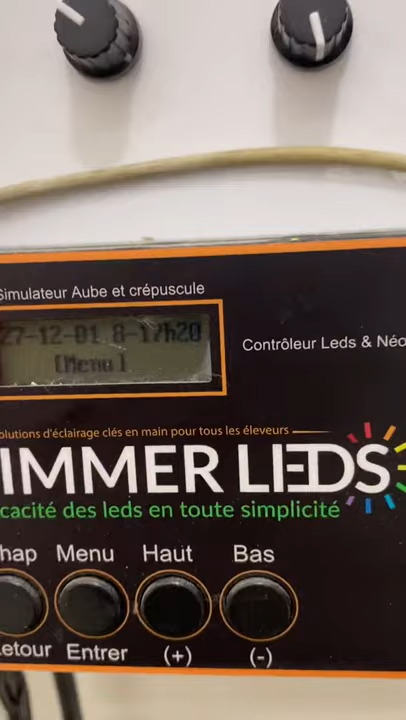 Simulateur Aube et crépuscule
27-12-01 8-17h20
[Menu]
Contrôleur Leds & Néo
olutions d'éclairage clés en main pour tous les éleveurs
IMMER LEDS
cacité des leds en toute simplicité
hap Menu Haut Bas
etour Entrer (+) (-)